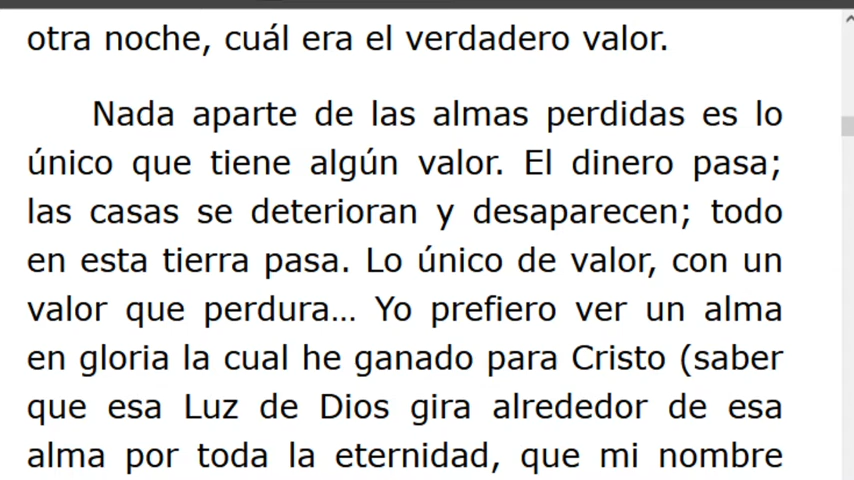 otra noche, cuál era el verdadero valor.
Nada aparte de las almas perdidas es lo
único que tiene algún valor. El dinero pasa;
las casas se deterioran y desaparecen; todo
en esta tierra pasa. Lo único de valor, con un
valor que perdura... Yo prefiero ver un alma
en gloria la cual he ganado para Cristo (saber
que esa Luz de Dios gira alrededor de esa
alma por toda la eternidad, que mi nombre